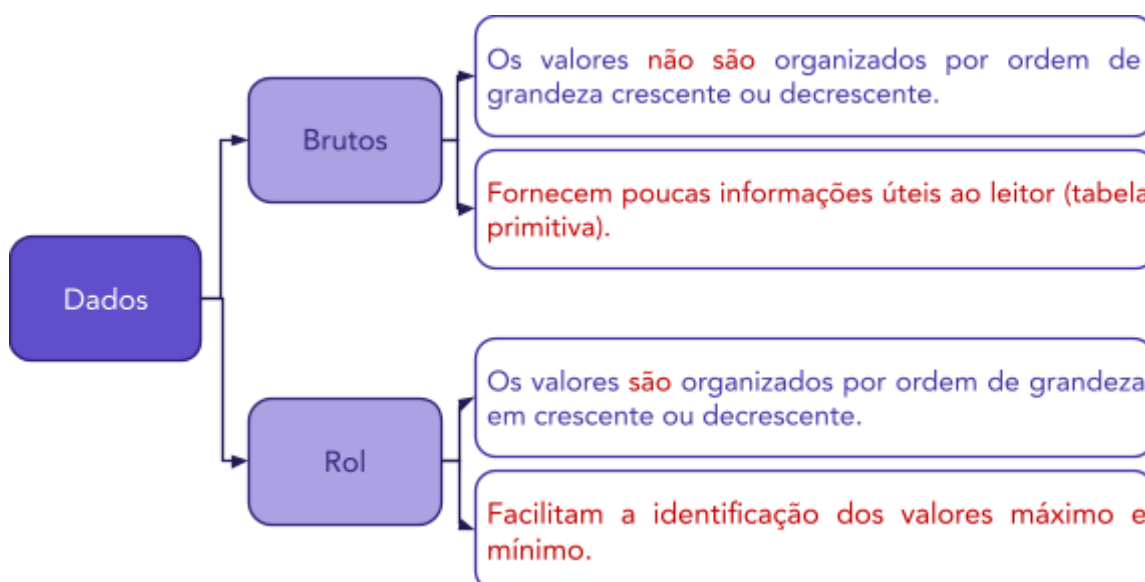 Os valores não são organizados por ordem de
grandeza crescente ou decrescente.
Brutos
Fornecem poucas informações úteis ao leitor (tabela
primitiva).
Dados
Os valores são organizados por ordem de grandeza
em crescente ou decrescente.
Rol
Facilitam a identificação dos valores máximo e
mínimo.